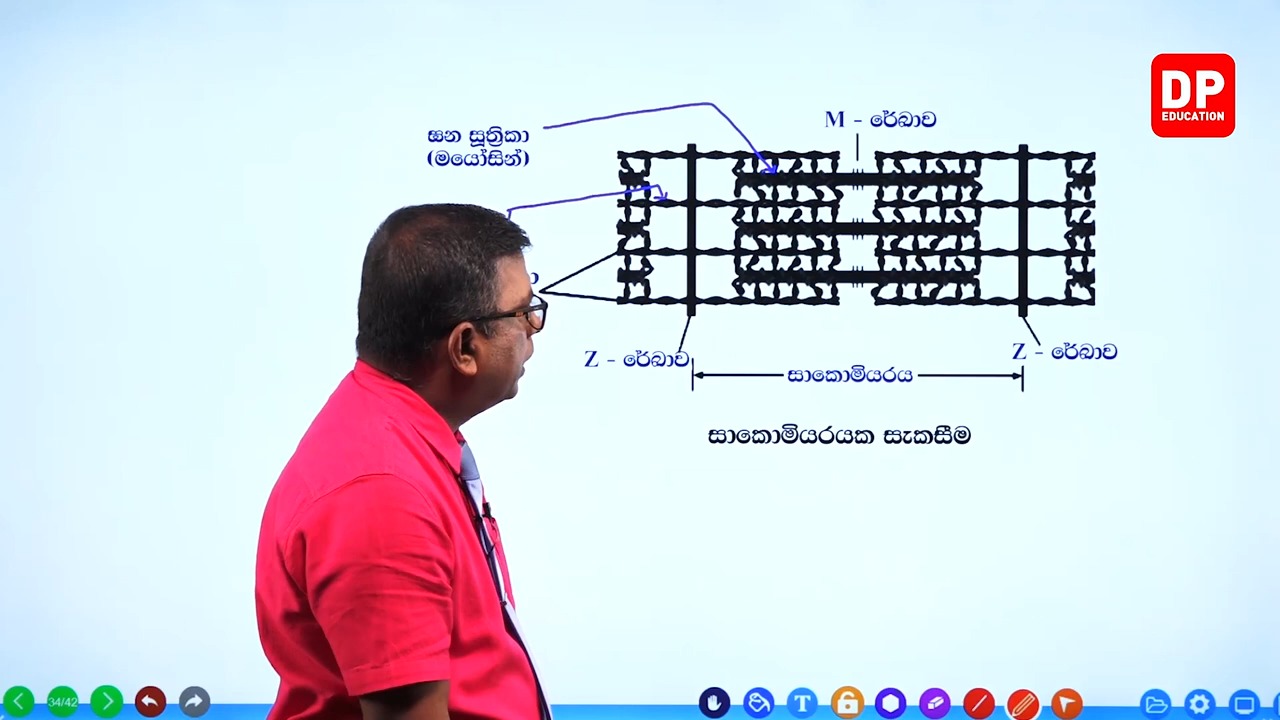 DP
EDUCATION
M - රේඛාව
ඝන සූත්‍රිකා
(මයෝසින්)
Z - රේඛාව
Z - රේඛාව
සාකොමියරය
සාකොමියරයක සැකසීම
34/42
T